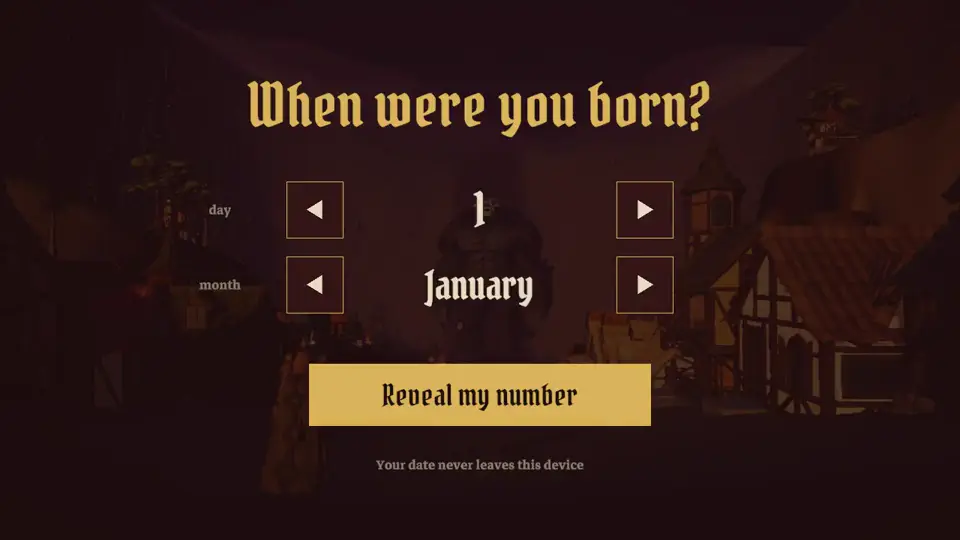 When were you born?
day
1
month
January
Reveal my number
Your date never leaves this device